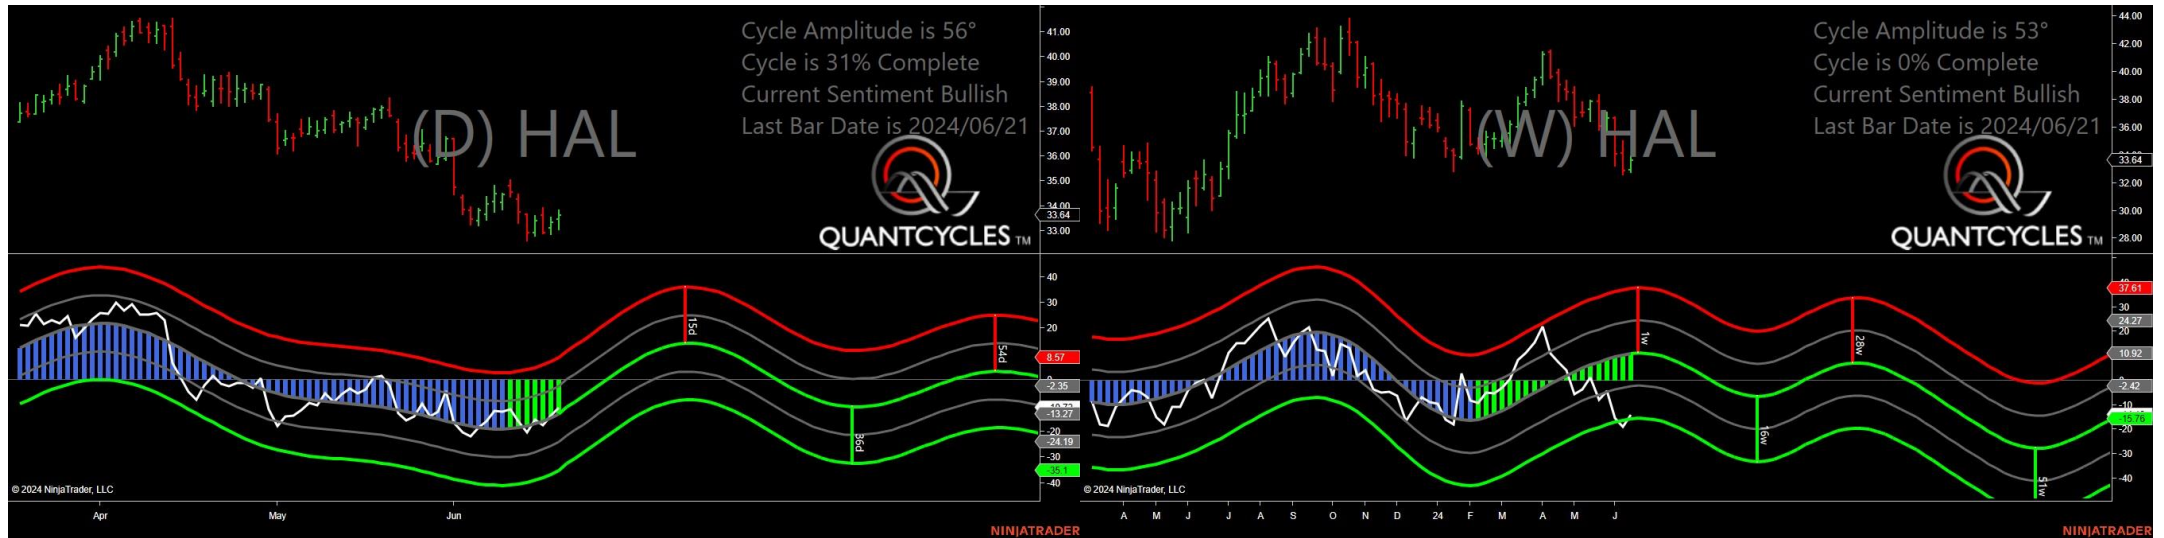 Cycle Amplitude is 56°
Cycle is 31% Complete
Current Sentiment Bullish
Last Bar Date is 2024/06/21
(D) HAL
QUANTCYCLES TM
41.00
40.00
39.00
38.00
37.00
36.00
35.00
34.00
33.64
33.00
40
30
20
8.57
-2.35
-13.27
-20
-24.19
-30
-35.1
-40
15d
36d
54d
© 2024 NinjaTrader, LLC
Apr May Jun
NINJATRADER
Cycle Amplitude is 53°
Cycle is 0% Complete
Current Sentiment Bullish
Last Bar Date is 2024/06/21
(W) HAL
QUANTCYCLES TM
44.00
42.00
40.00
38.00
36.00
34.00
33.64
32.00
30.00
28.00
37.61
30
24.27
20
10.92
-2.42
-10
-15.76
-20
-30
-40
1w
16w
28w
51w
© 2024 NinjaTrader, LLC
A M J J A S O N D 24 F M A M J
NINJATRADER